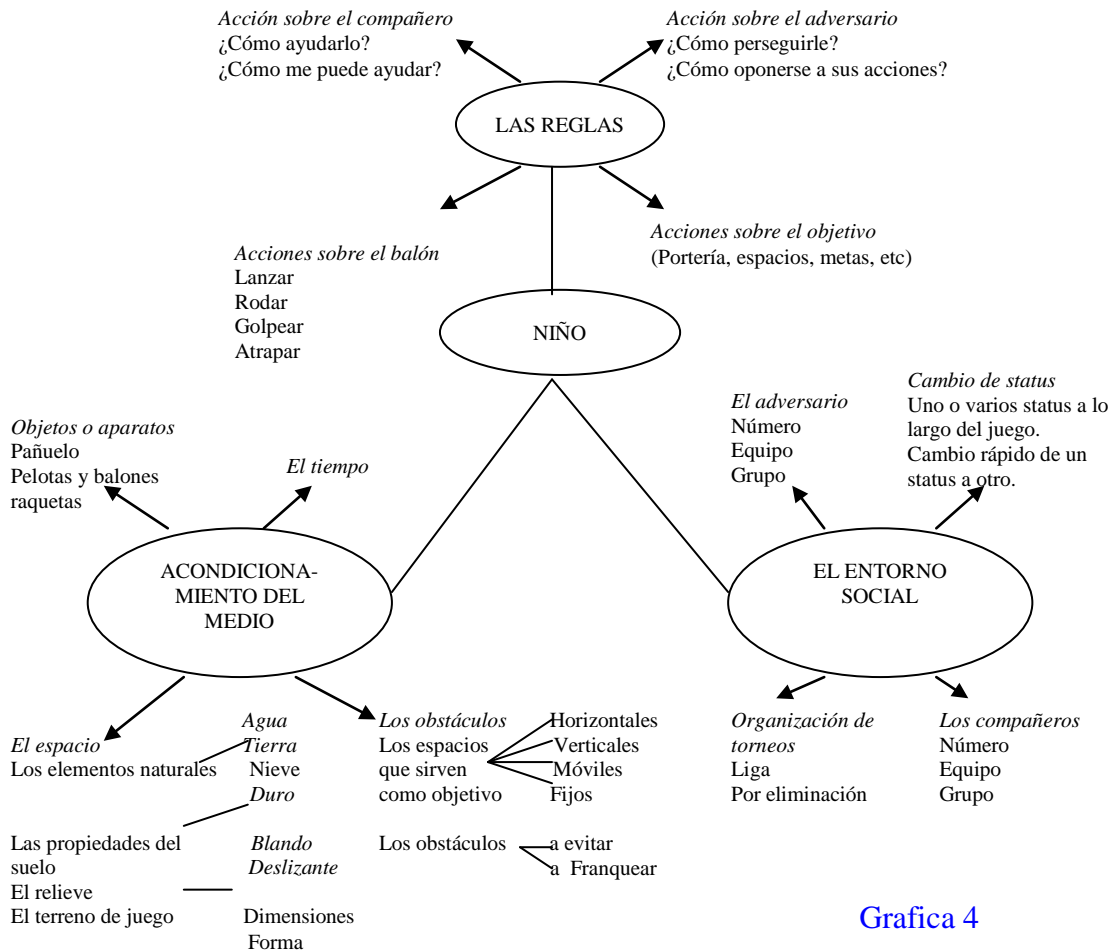 Acción sobre el compañero
¿Cómo ayudarlo?
¿Cómo me puede ayudar?
Acción sobre el adversario
¿Cómo perseguirle?
¿Cómo oponerse a sus acciones?
LAS REGLAS
Acciones sobre el balón
Lanzar
Rodar
Golpear
Atrapar
Acciones sobre el objetivo
(Portería, espacios, metas, etc)
NIÑO
Objetos o aparatos
Pañuelo
Pelotas y balones
raquetas
El tiempo
El adversario
Número
Equipo
Grupo
Cambio de status
Uno o varios status a lo
largo del juego.
Cambio rápido de un
status a otro.
ACONDICIONA-
MIENTO DEL
MEDIO
EL ENTORNO
SOCIAL
El espacio
Los elementos naturales
Agua
Tierra
Nieve
Duro
Las propiedades del
suelo
El relieve
El terreno de juego
Blando
Deslizante
Dimensiones
Forma
Los obstáculos
Los espacios
que sirven
como objetivo
Horizontales
Verticales
Móviles
Fijos
Los obstáculos
a evitar
a Franquear
Organización de
torneos
Liga
Por eliminación
Los compañeros
Número
Equipo
Grupo
Grafica 4